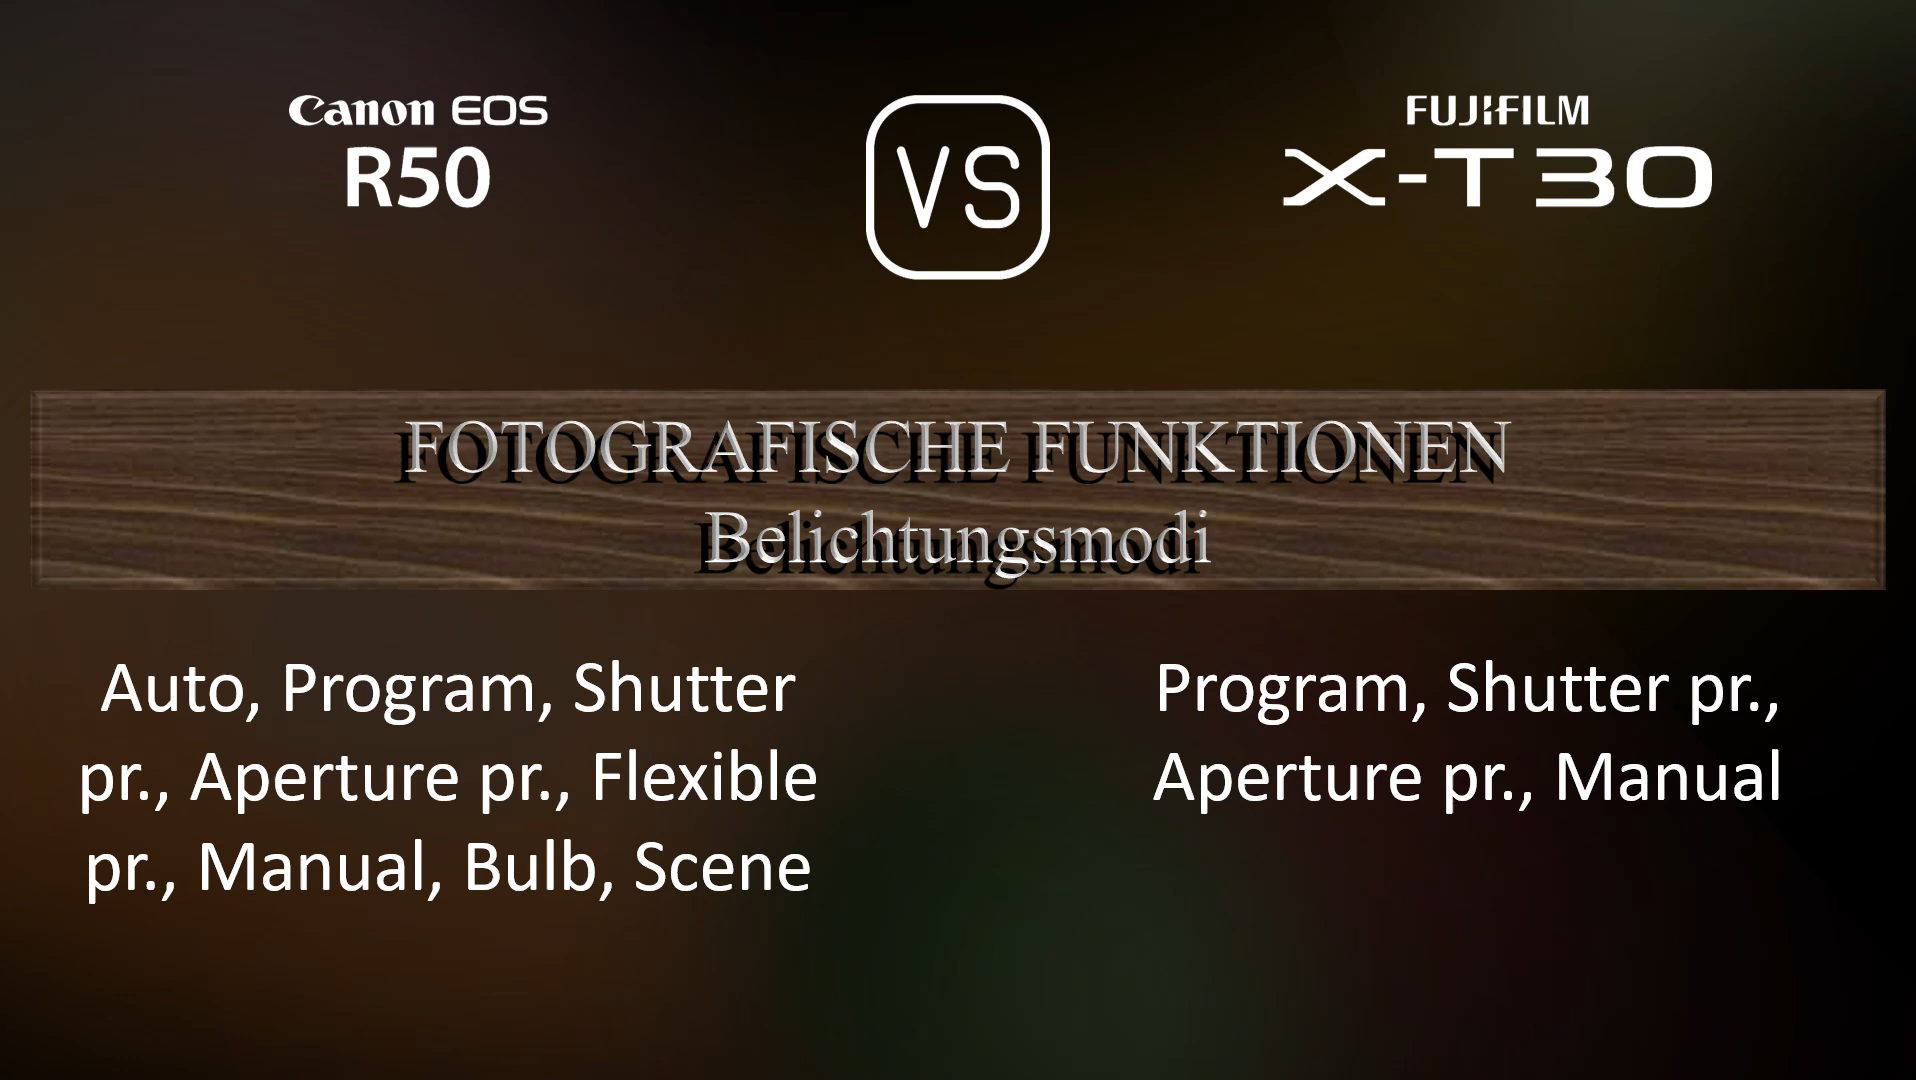 Canon EOS
R50
VS
FUJIFILM
X-T30
FOTOGRAFISCHE FUNKTIONEN
Belichtungsmodi
Auto, Program, Shutter
pr., Aperture pr., Flexible
pr., Manual, Bulb, Scene
Program, Shutter pr.,
Aperture pr., Manual